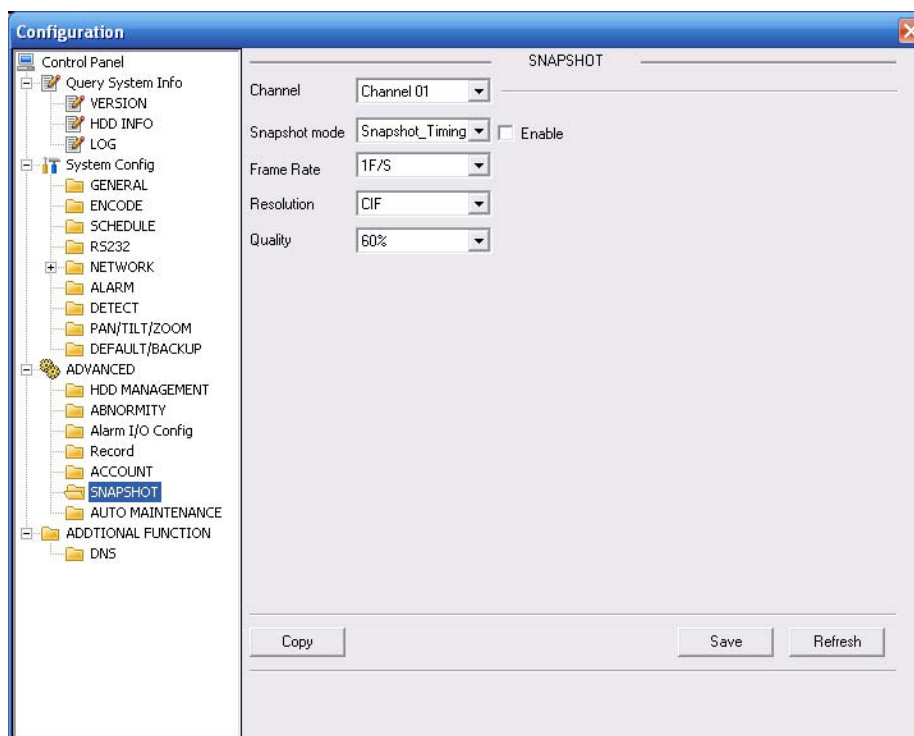 Configuration
Control Panel
Query System Info
VERSION
HDD INFO
LOG
System Config
GENERAL
ENCODE
SCHEDULE
RS232
NETWORK
ALARM
DETECT
PAN/TILT/ZOOM
DEFAULT/BACKUP
ADVANCED
HDD MANAGEMENT
ABNORMITY
Alarm I/O Config
Record
ACCOUNT
SNAPSHOT
AUTO MAINTENANCE
ADDTIONAL FUNCTION
DNS
SNAPSHOT
Channel Channel 01
Snapshot mode Snapshot_Timing Enable
Frame Rate 1F/S
Resolution CIF
Quality 60%
Copy Save Refresh